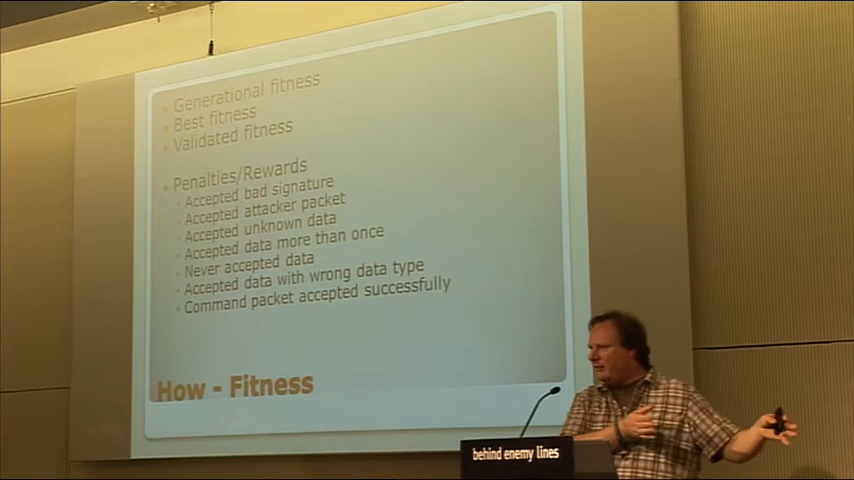 Generational fitness
Best fitness
Validated fitness
Penalties/Rewards
Accepted bad signature
Accepted attacker packet
Accepted unknown data
Accepted data more than once
Never accepted data
Accepted data with wrong data type
Command packet accepted successfully
How - Fitness
behind enemy lines